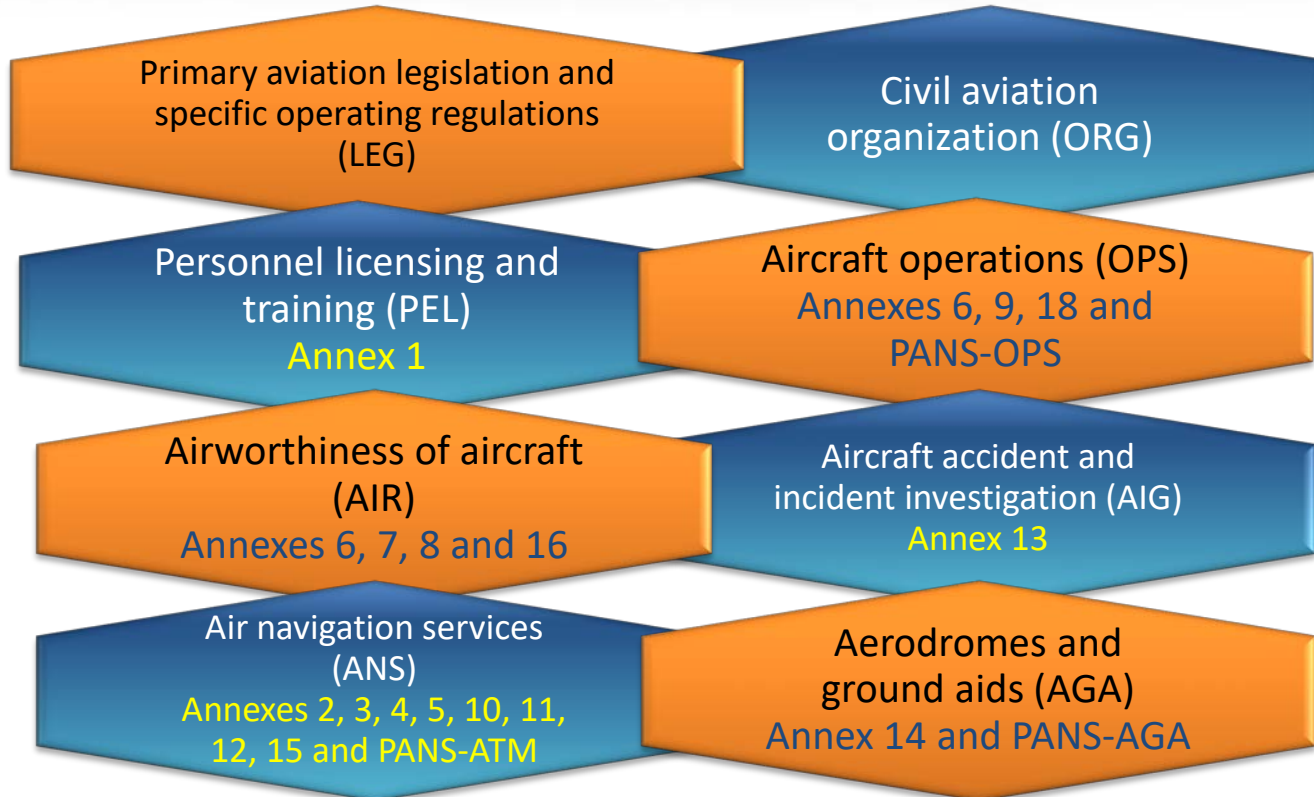 Primary aviation legislation and
specific operating regulations
(LEG)
Civil aviation
organization (ORG)
Personnel licensing and
training (PEL)
Annex 1
Aircraft operations (OPS)
Annexes 6, 9, 18 and
PANS-OPS
Airworthiness of aircraft
(AIR)
Annexes 6, 7, 8 and 16
Aircraft accident and
incident investigation (AIG)
Annex 13
Air navigation services
(ANS)
Annexes 2, 3, 4, 5, 10, 11,
12, 15 and PANS-ATM
Aerodromes and
ground aids (AGA)
Annex 14 and PANS-AGA